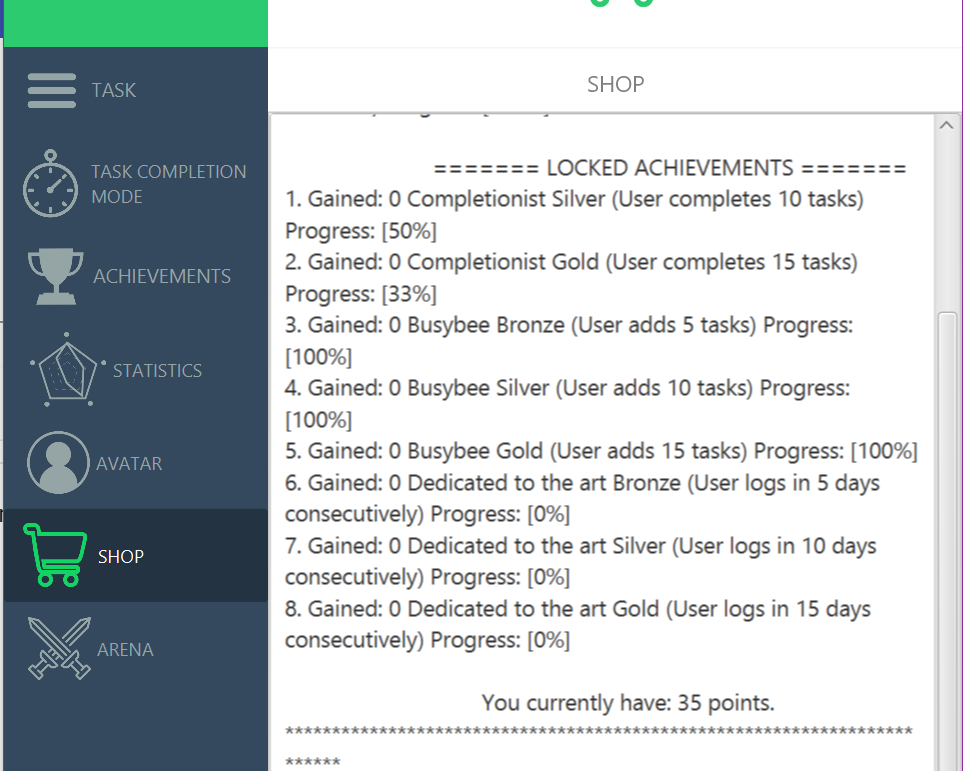 TASK
TASK COMPLETION
MODE
ACHIEVEMENTS
STATISTICS
AVATAR
SHOP
ARENA
SHOP
======= LOCKED ACHIEVEMENTS =======
1. Gained: 0 Completionist Silver (User completes 10 tasks)
Progress: [50%]
2. Gained: 0 Completionist Gold (User completes 15 tasks)
Progress: [33%]
3. Gained: 0 Busybee Bronze (User adds 5 tasks) Progress:
[100%]
4. Gained: 0 Busybee Silver (User adds 10 tasks) Progress:
[100%]
5. Gained: 0 Busybee Gold (User adds 15 tasks) Progress: [100%]
6. Gained: 0 Dedicated to the art Bronze (User logs in 5 days
consecutively) Progress: [0%]
7. Gained: 0 Dedicated to the art Silver (User logs in 10 days
consecutively) Progress: [0%]
8. Gained: 0 Dedicated to the art Gold (User logs in 15 days
consecutively) Progress: [0%]
You currently have: 35 points.
*******************************************************************
******